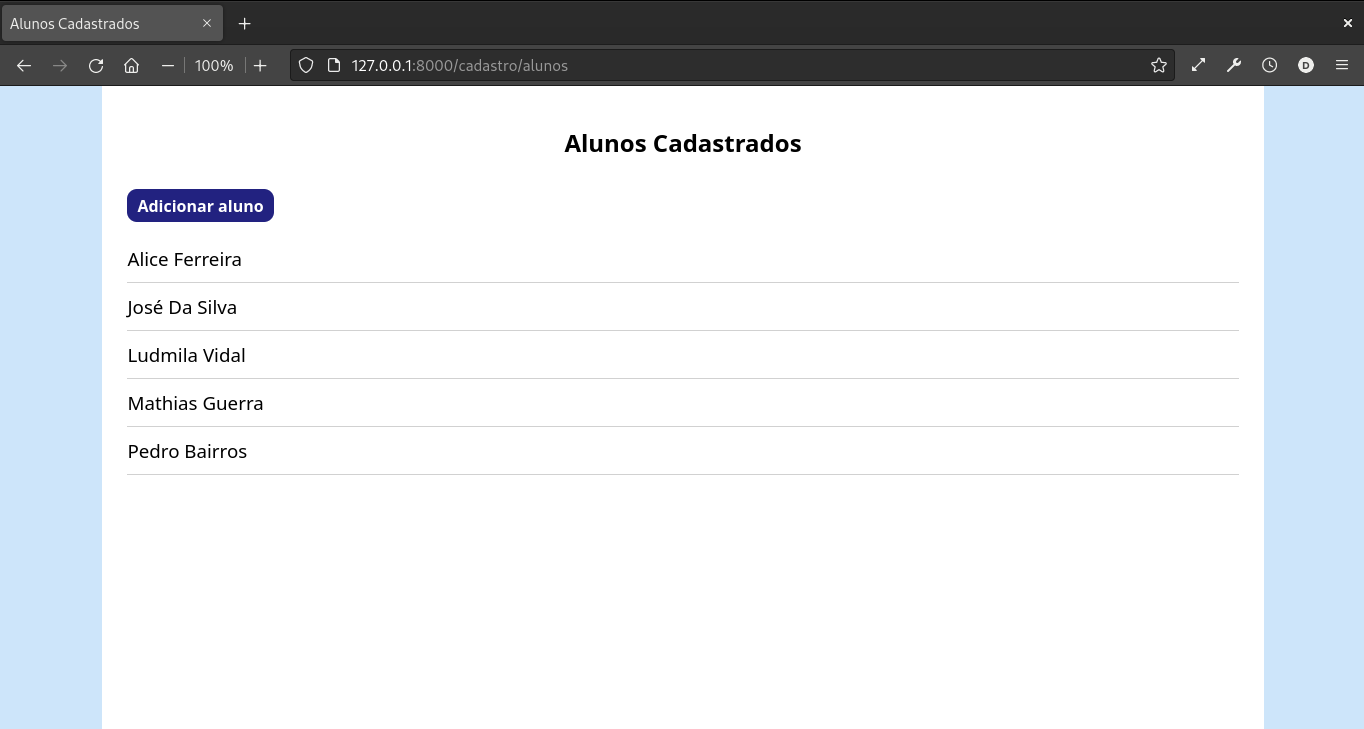 Alunos Cadastrados
100%
127.0.0.1:8000/cadastro/alunos
D
Alunos Cadastrados
Adicionar aluno
Alice Ferreira
José Da Silva
Ludmila Vidal
Mathias Guerra
Pedro Bairros